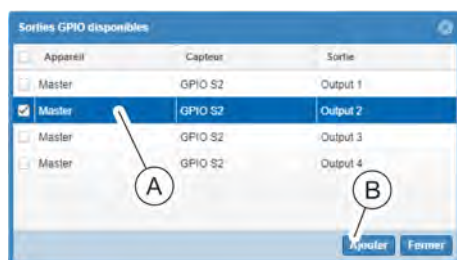 Sorties GPIO disponibles
Appareil Capteur Sortie
Master GPIO S2 Output 1
Master GPIO S2 Output 2
Master GPIO S2 Output 3
Master GPIO S2 Output 4
A
B
Ajouter Fermer